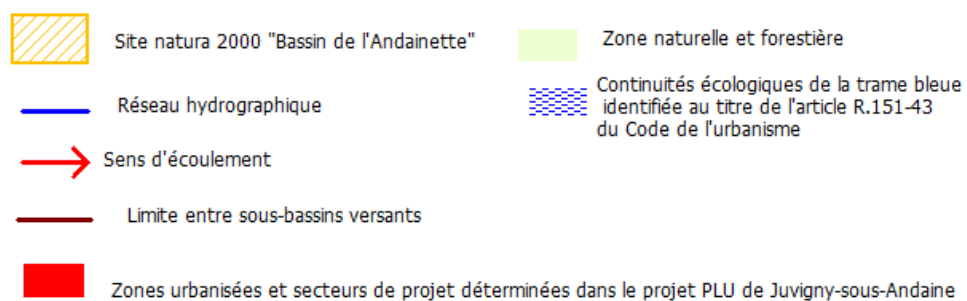 Site natura 2000 "Bassin de l'Andainette"
Zone naturelle et forestière
Réseau hydrographique
Continuités écologiques de la trame bleue
identifiée au titre de l'article R.151-43
du Code de l'urbanisme
Sens d'écoulement
Limite entre sous-bassins versants
Zones urbanisées et secteurs de projet déterminées dans le projet PLU de Juvigny-sous-Andaine